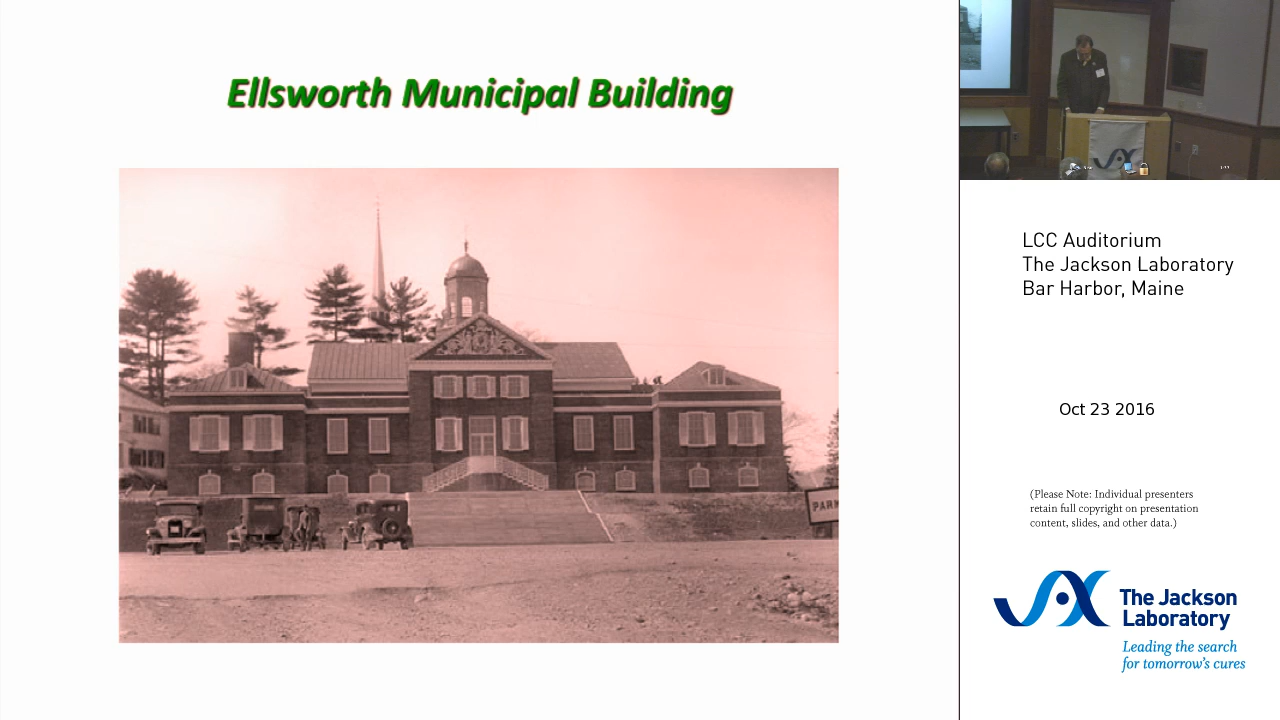 Ellsworth Municipal Building
PARK
LCC Auditorium
The Jackson Laboratory
Bar Harbor, Maine
Oct 23 2016
(Please Note: Individual presenters
retain full copyright on presentation
content, slides, and other data.)
The Jackson
Laboratory
Leading the search
for tomorrow's cures